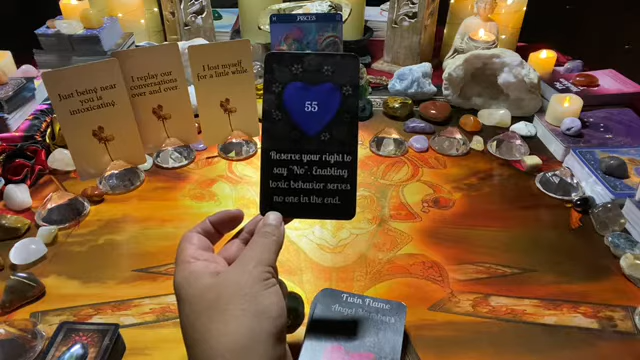 PISCES
Just being near
you is
intoxicating.
I replay our
conversations
over and over.
I lost myself
for a little while.
55
Reserve your right to
say "No". Enabling
toxic behavior serves
no one in the end.
Twin Flame
Angel Numbers